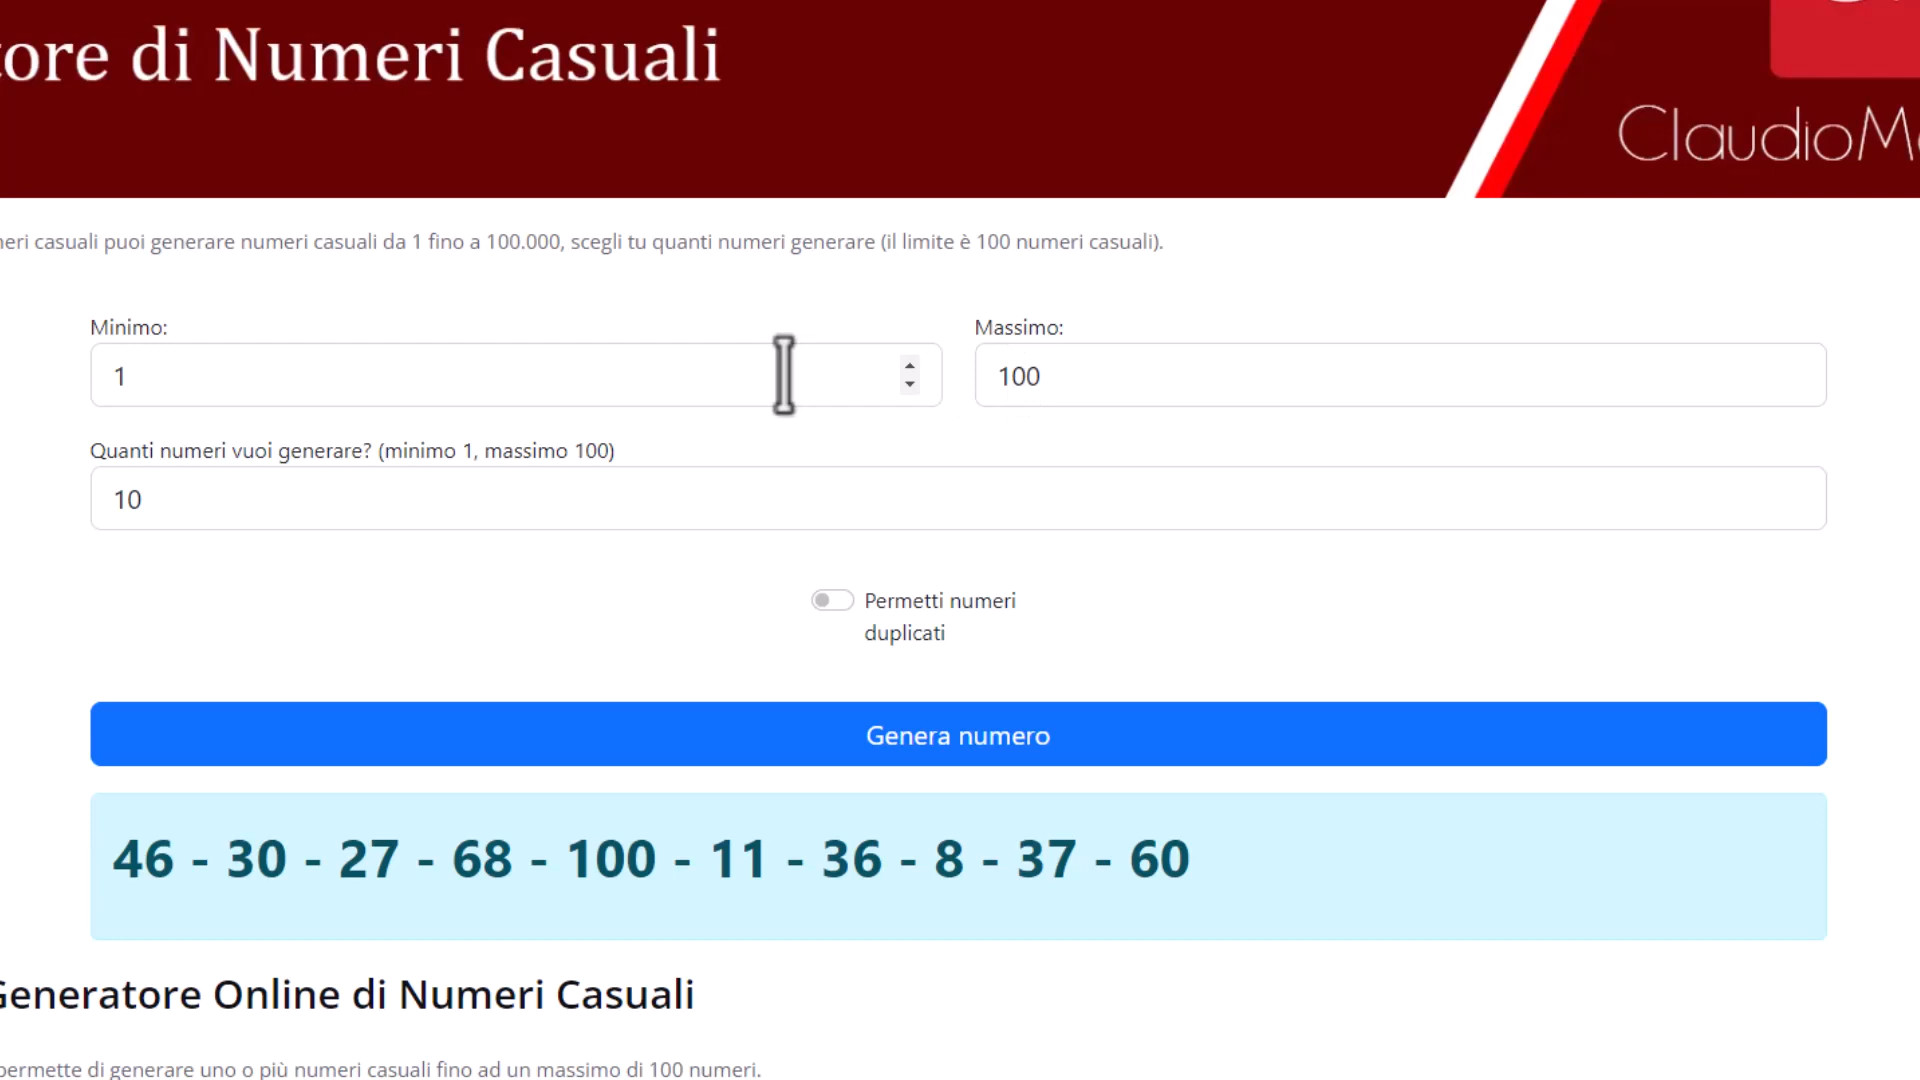 ore di Numeri Casuali
ClaudioM
eri casuali puoi generare numeri casuali da 1 fino a 100.000, scegli tu quanti numeri generare (il limite è 100 numeri casuali).
Minimo:
Massimo:
1
100
Quanti numeri vuoi generare? (minimo 1, massimo 100)
10
Permetti numeri
duplicati
Genera numero
46 - 30 - 27 - 68 - 100 - 11 - 36 - 8 - 37 - 60
Generatore Online di Numeri Casuali
permette di generare uno o più numeri casuali fino ad un massimo di 100 numeri.